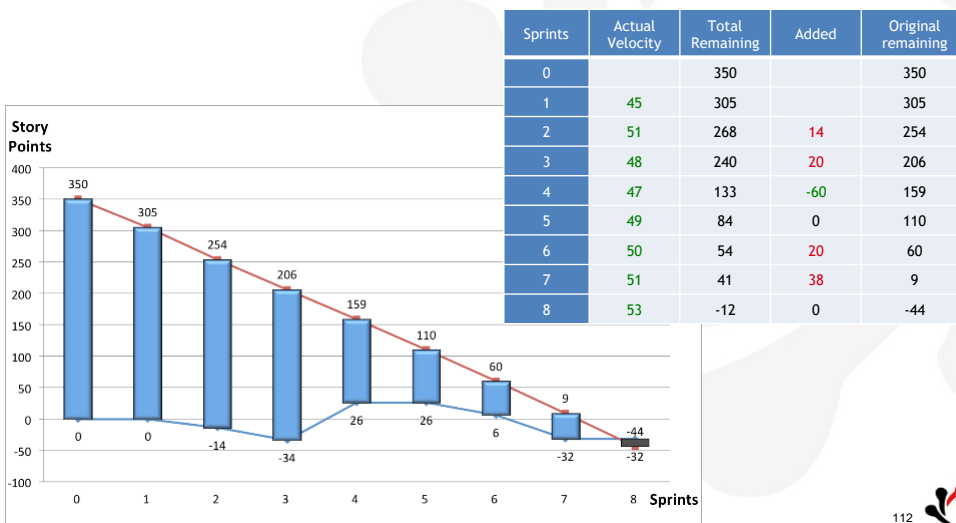 Sprints Actual Velocity Total Remaining Added Original remaining
0 350 350
1 45 305 305
2 51 268 14 254
3 48 240 20 206
4 47 133 -60 159
5 49 84 0 110
6 50 54 20 60
7 51 41 38 9
8 53 -12 0 -44
Story
Points
400
350
300
250
200
150
100
50
0
-50
-100
350
305
254
206
159
110
60
9
-44
0
0
-14
-34
26
26
6
-32
-32
0 1 2 3 4 5 6 7 8 Sprints
112